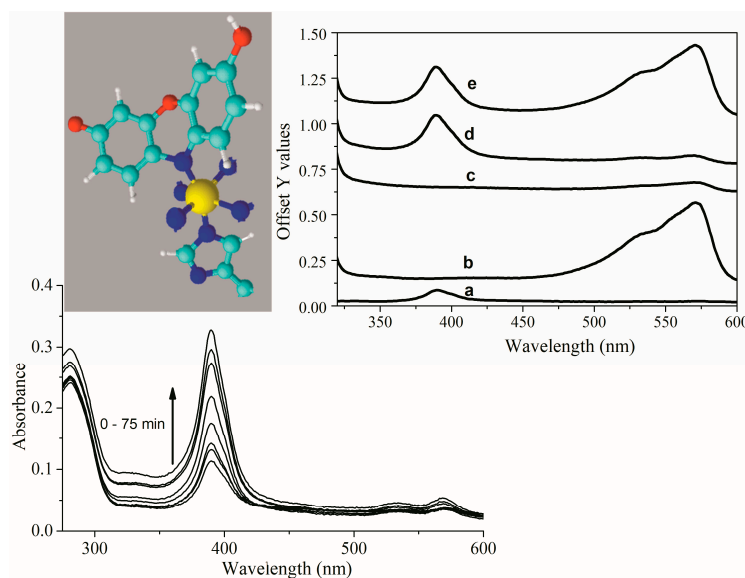 1.50
1.25
1.00
0.75
0.50
0.25
0.00
Offset Y values
e
d
c
b
a
350
400
450
500
550
600
Wavelength (nm)
0.4
0.3
0.2
0.1
0.0
Absorbance
0 - 75 min
300
400
500
600
Wavelength (nm)